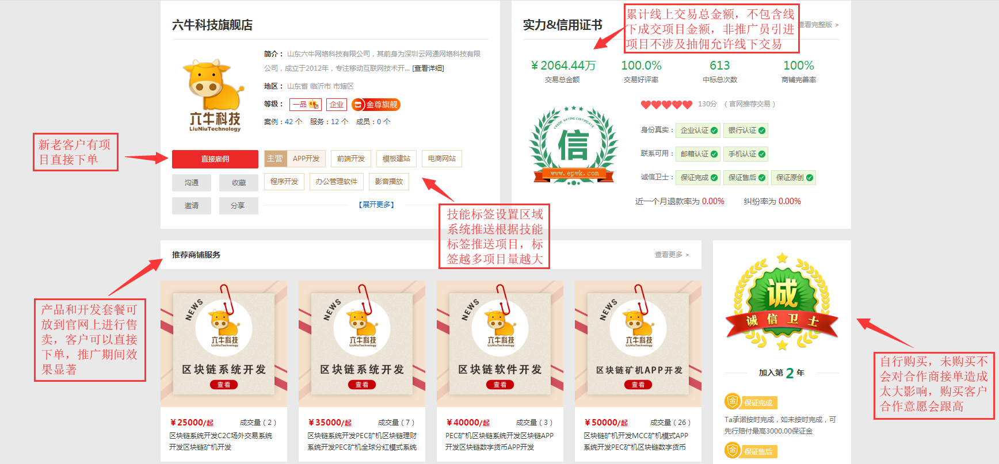 六牛科技旗舰店
简介： 山东六牛网络科技有限公司，其前身为深圳云网通网络科技有限
公司，成立于2012年，专注移动互联网技术开... [查看详细]
地区： 山东省 临沂市 市辖区
等级： 一品 企业 金尊旗舰
案例：42 个 服务：12 个 成员：0 个
六牛科技
LiuNiuTechnology
新老客户有项
目直接下单
直接雇佣
沟通 收藏
邀请 分享
主营 APP开发 前端开发 模板建站 电商网站
程序开发 办公管理软件 影音播放
【展开更多】
技能标签设置区域
系统推送根据技能
标签推送项目，标
签越多项目量越大
实力&信用证书
查看完整版 >
累计线上交易总金额，不包含线
下成交项目金额，非推广员引进
项目不涉及抽佣允许线下交易
¥ 2064.44万 100.0% 613 100%
交易总金额 交易好评率 中标总次数 商铺完善率
CREDIT RATING CERTIFICATE
信
www.epwk.com
130分 （官网推荐交易）
身份真实： 企业认证 银行认证
联系可用： 邮箱认证 手机认证
诚信卫士： 保证完成 保证售后 保证原创
近一个月退款率为 0.00% 纠纷率为 0.00%
推荐商铺服务
查看更多 >
产品和开发套餐可
放到官网上进行售
卖，客户可以直接
下单，推广期间效
果显著
NEWS
六牛科技
LiuNiuTechnology
区块链系统开发
查看
¥25000/起 成交量（2）
区块链系统开发C2C场外交易系统
开发区块链矿机开发
NEWS
六牛科技
LiuNiuTechnology
区块链系统开发
查看
¥35000/起 成交量（7）
区块链系统开发PEC矿机区块链理财
系统开发PEC矿机全球分红模式系统
NEWS
六牛科技
LiuNiuTechnology
区块链软件开发
查看
¥40000/起 成交量（3）
PEC矿机区块链系统开发区块链APP
开发区块链数字货币APP开发
NEWS
六牛科技
LiuNiuTechnology
区块链矿机APP开发
查看
¥50000/起 成交量（26）
区块链矿机开发MCC矿机模式APP
系统开发PEC矿机区块链数字货币
诚
诚信卫士
加入第 2 年
金 保证完成
Ta承诺按时完成，如未按时完成，可
先行赔付最高3000.00保证金
金 保证售后
自行购买，未购买不
会对合作商接单造成
太大影响，购买客户
合作意愿会跟高